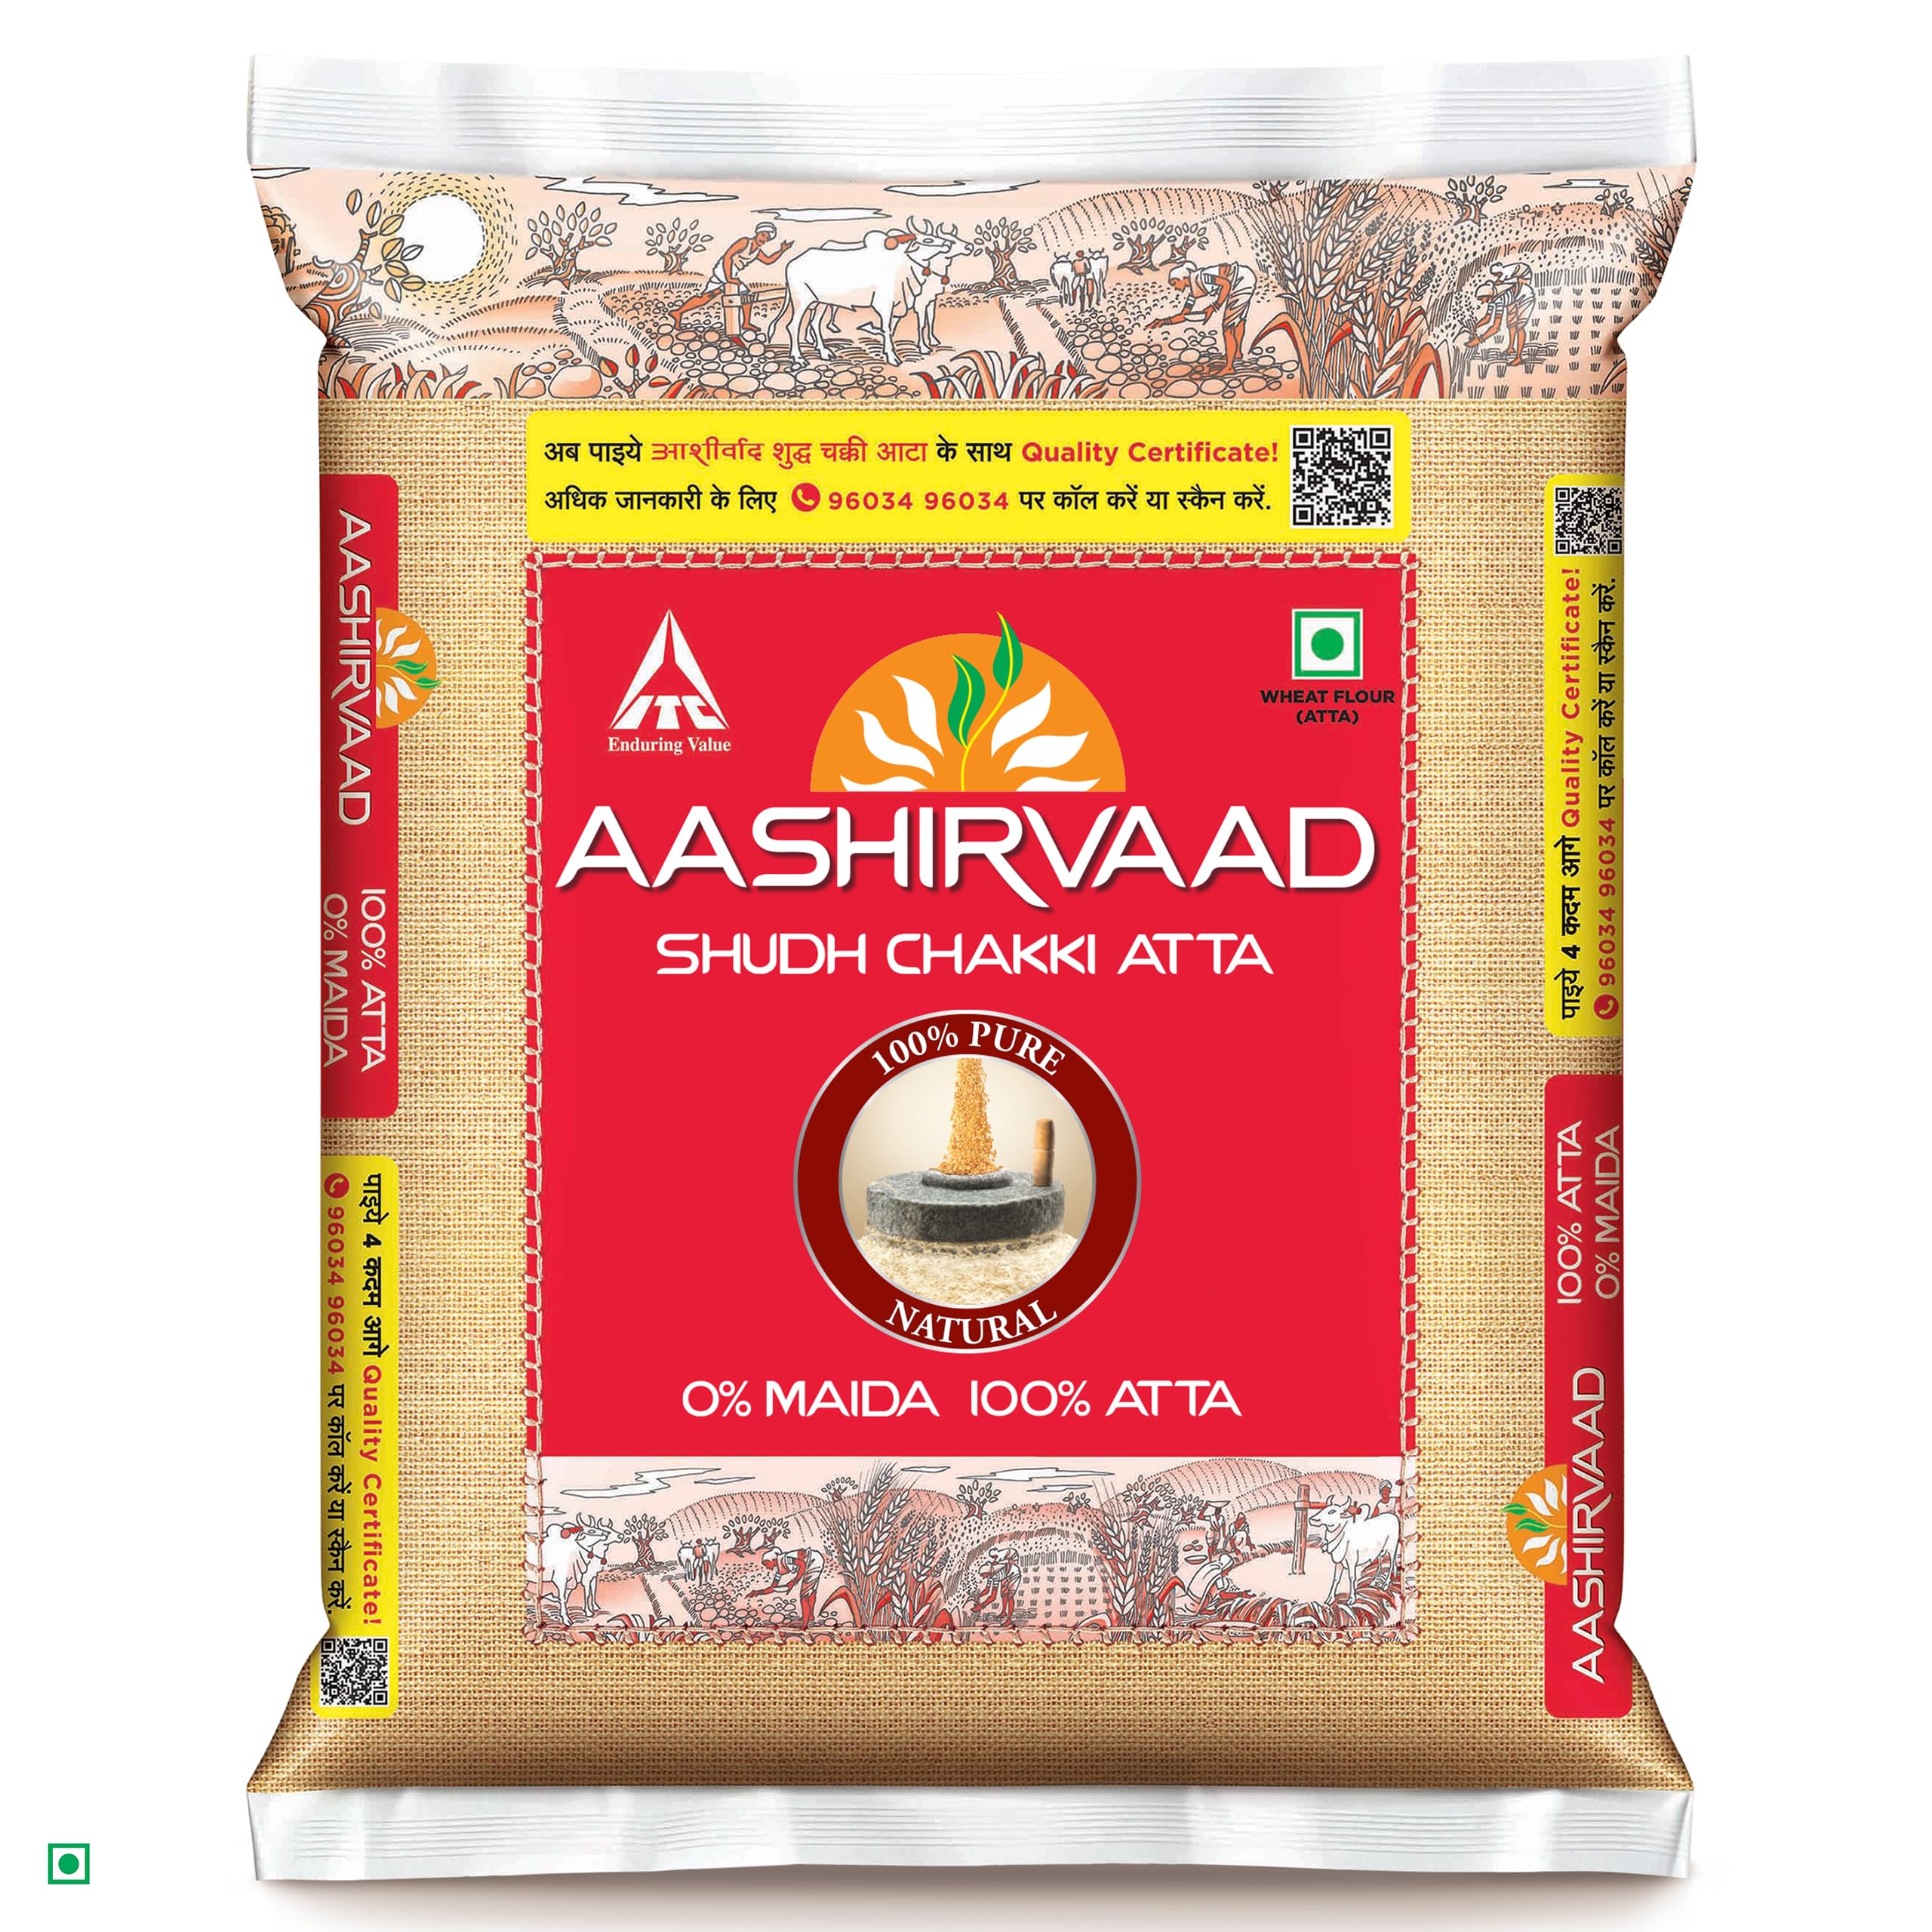 अब पाइये आशीर्वाद शुद्ध चक्की आटा के साथ Quality Certificate!
अधिक जानकारी के लिए 96034 96034 पर कॉल करें या स्कैन करें.
ITC
Enduring Value
WHEAT FLOUR
(ATTA)
AASHIRVAAD
SHUDH CHAKKI ATTA
100% PURE
NATURAL
0% MAIDA 100% ATTA
AASHIRVAAD
100% ATTA
0% MAIDA
पाइये 4 कदम आगे Quality Certificate!
96034 96034 पर कॉल करें या स्कैन करें.
पाइये 4 कदम आगे Quality Certificate!
96034 96034 पर कॉल करें या स्कैन करें.
AASHIRVAAD
100% ATTA
0% MAIDA